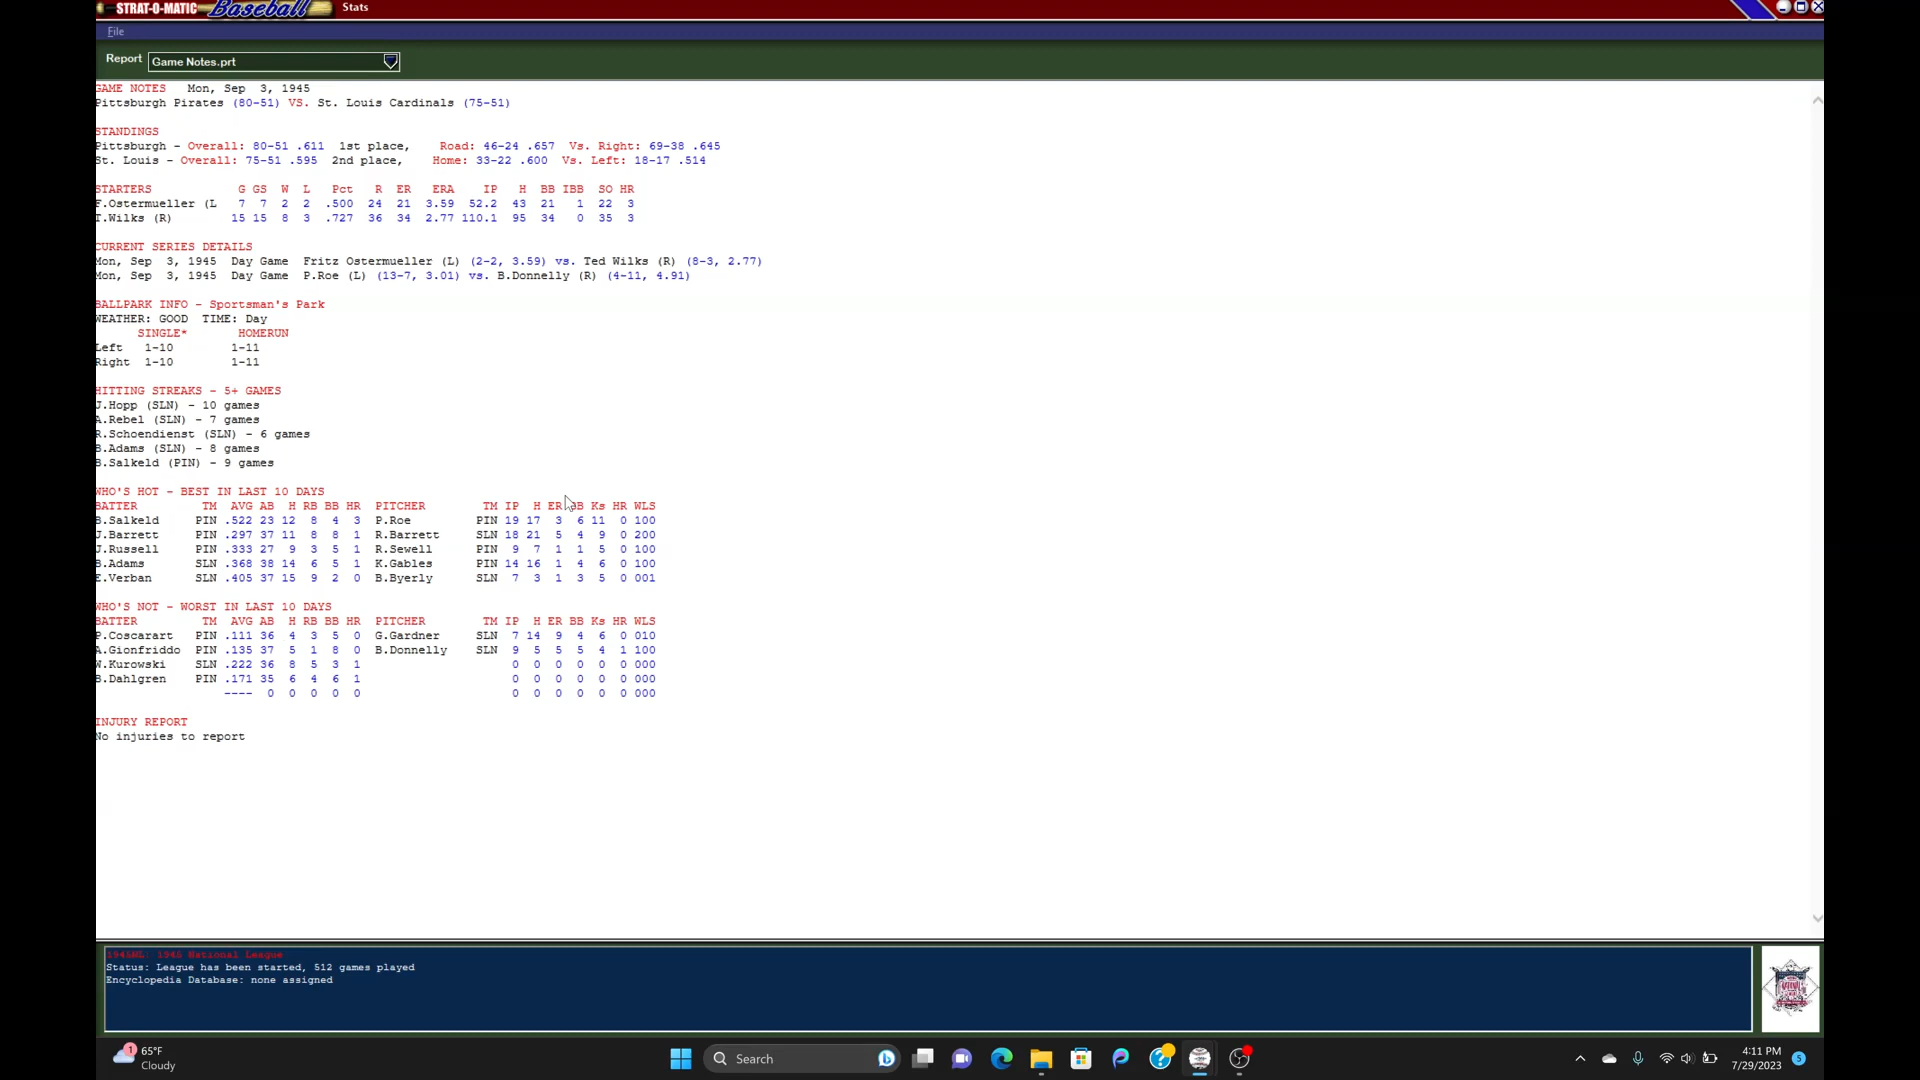 STRAT-O-MATIC Baseball Stats
File
Report Game Notes.prt
GAME NOTES Mon, Sep 3, 1945
Pittsburgh Pirates (80-51) VS. St. Louis Cardinals (75-51)
STANDINGS
Pittsburgh - Overall: 80-51 .611 1st place, Road: 46-24 .657 Vs. Right: 69-38 .645
St. Louis - Overall: 75-51 .595 2nd place, Home: 33-22 .600 Vs. Left: 18-17 .514
STARTERS G GS W L Pct R ER ERA IP H BB IBB SO HR
F.Ostermueller (L 7 7 2 2 .500 24 21 3.59 52.2 43 21 1 22 3
T.Wilks (R) 15 15 8 3 .727 36 34 2.77 110.1 95 34 0 35 3
CURRENT SERIES DETAILS
Mon, Sep 3, 1945 Day Game Fritz Ostermueller (L) (2-2, 3.59) vs. Ted Wilks (R) (8-3, 2.77)
Mon, Sep 3, 1945 Day Game P.Roe (L) (13-7, 3.01) vs. B.Donnelly (R) (4-11, 4.91)
BALLPARK INFO - Sportsman's Park
WEATHER: GOOD TIME: Day
SINGLE* HOMERUN
Left 1-10 1-11
Right 1-10 1-11
HITTING STREAKS - 5+ GAMES
J.Hopp (SLN) - 10 games
A.Rebel (SLN) - 7 games
R.Schoendienst (SLN) - 6 games
B.Adams (SLN) - 8 games
B.Salkeld (PIN) - 9 games
WHO'S HOT - BEST IN LAST 10 DAYS
BATTER TM AVG AB H RB BB HR PITCHER TM IP H ER BB Ks HR WLS
B.Salkeld PIN .522 23 12 8 4 3 P.Roe PIN 19 17 3 6 11 0 100
J.Barrett PIN .297 37 11 8 8 1 R.Barrett SLN 18 21 5 4 9 0 200
J.Russell PIN .333 27 9 3 5 1 R.Sewell PIN 9 7 1 1 5 0 100
B.Adams SLN .368 38 14 6 5 1 K.Gables PIN 14 16 1 4 6 0 100
E.Verban SLN .405 37 15 9 2 0 B.Byerly SLN 7 3 1 3 5 0 001
WHO'S NOT - WORST IN LAST 10 DAYS
BATTER TM AVG AB H RB BB HR PITCHER TM IP H ER BB Ks HR WLS
P.Coscarart PIN .111 36 4 3 5 0 G.Gardner SLN 7 14 9 4 6 0 010
A.Gionfriddo PIN .135 37 5 1 8 0 B.Donnelly SLN 9 5 5 5 4 1 100
W.Kurowski SLN .222 36 8 5 3 1 0 0 0 0 0 0 000
B.Dahlgren PIN .171 35 6 4 6 1 0 0 0 0 0 0 000
---- 0 0 0 0 0 0 0 0 0 0 0 000
INJURY REPORT
No injuries to report
1945NL: 1945 National League
Status: League has been started, 512 games played
Encyclopedia Database: none assigned
1
65°F
Cloudy
Search
4:11 PM
7/29/2023
5